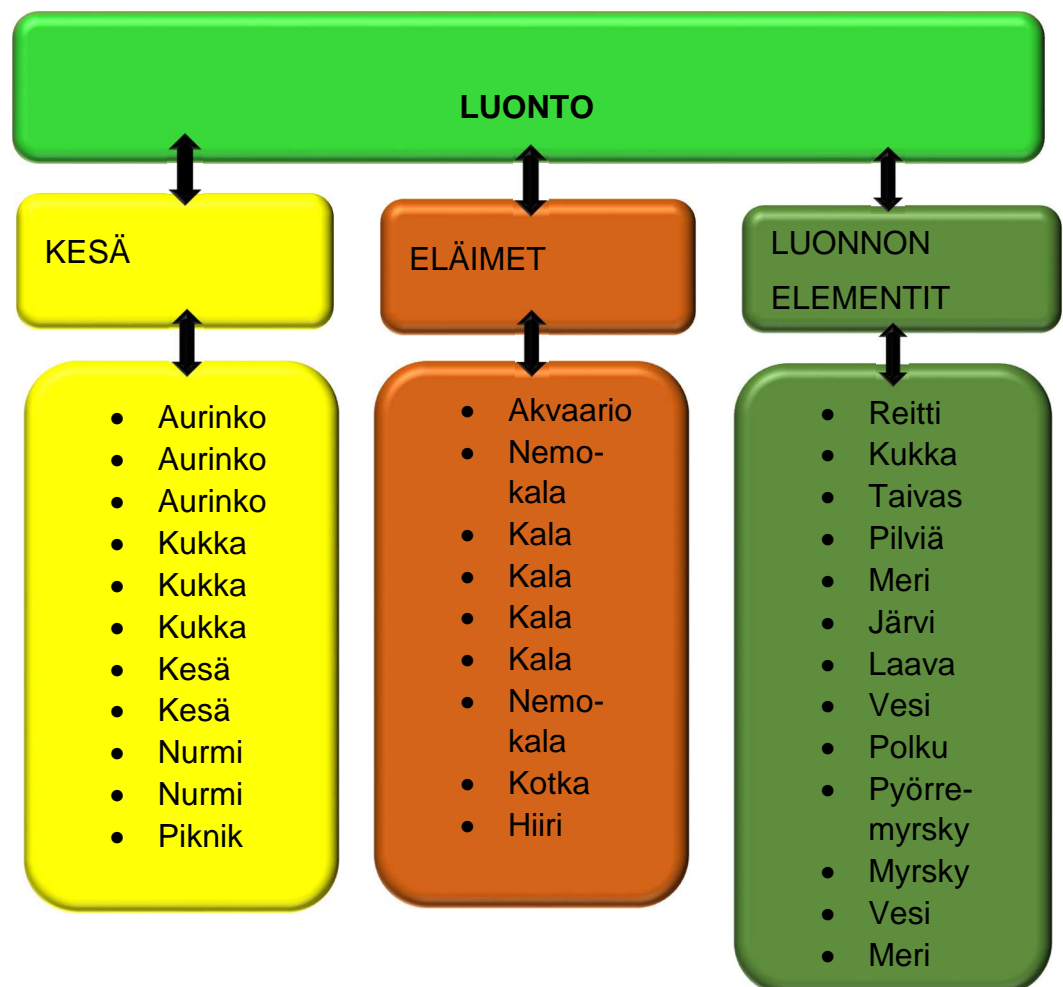 LUONTO
KESÄ
ELÄIMET
LUONNON
ELEMENTIT
• Aurinko
• Aurinko
• Aurinko
• Kukka
• Kukka
• Kukka
• Kesä
• Kesä
• Nurmi
• Nurmi
• Piknik
• Akvaario
• Nemo-
kala
• Kala
• Kala
• Kala
• Kala
• Nemo-
kala
• Kotka
• Hiiri
• Reitti
• Kukka
• Taivas
• Pilviä
• Meri
• Järvi
• Laava
• Vesi
• Polku
• Pyörre-
myrsky
• Myrsky
• Vesi
• Meri